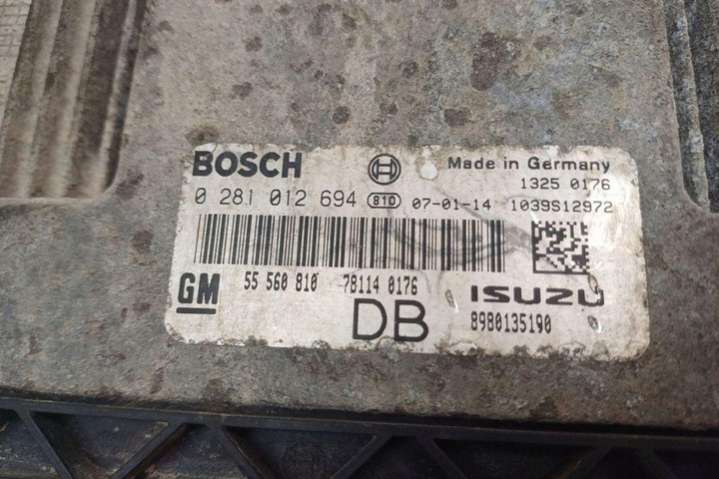 BOSCH Made in Germany
1325 0176
0 281 012 694 810 07-01-14 1039S12972
GM 55 560 810 78114 0176 ISUZU
DB 8980135190